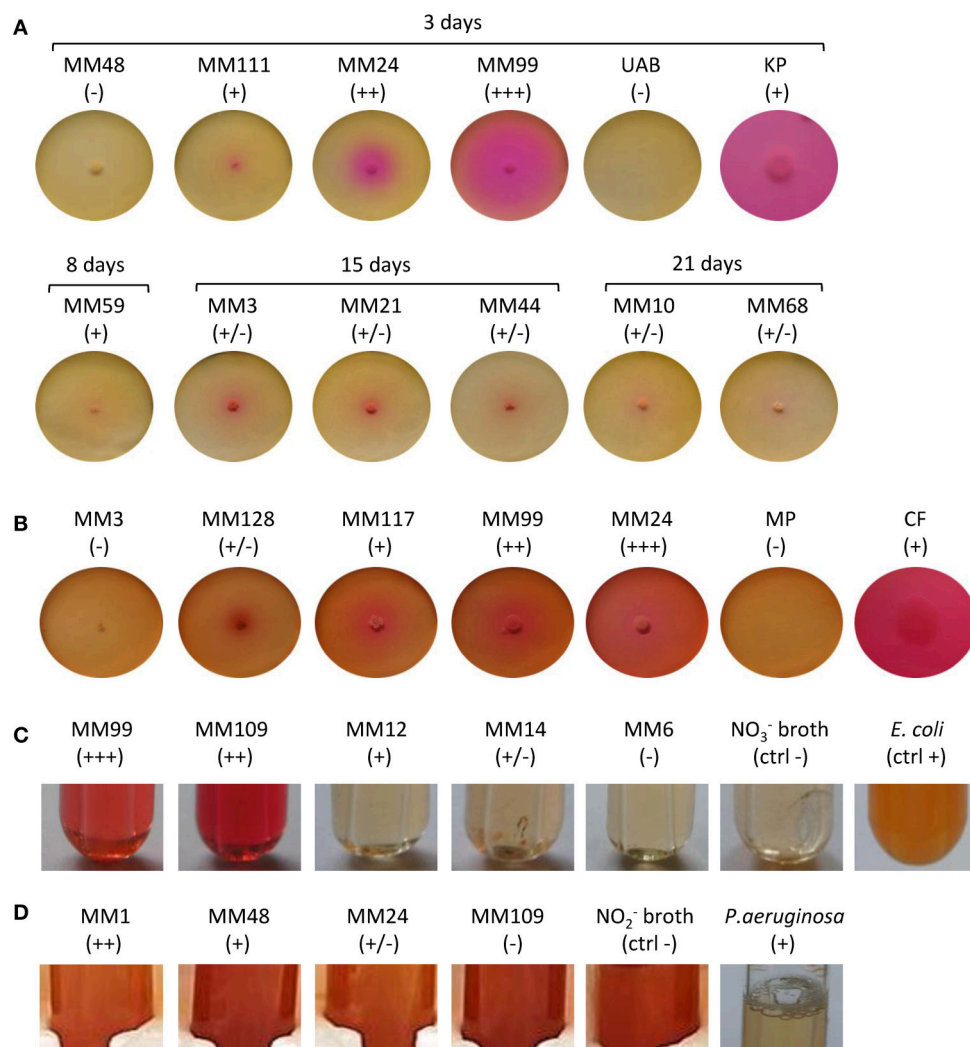 A
3 days
MM48 MM111 MM24 MM99 UAB KP
(-) (+) (++) (+++) (-) (+)
8 days 15 days 21 days
MM59 MM3 MM21 MM44 MM10 MM68
(+) (+/-) (+/-) (+/-) (+/-) (+/-)
B
MM3 MM128 MM117 MM99 MM24 MP CF
(-) (+/-) (+) (++) (+++) (-) (+)
C
MM99 MM109 MM12 MM14 MM6 NO₃⁻ broth E. coli
(+++) (++) (+) (+/-) (-) (ctrl -) (ctrl +)
D
MM1 MM48 MM24 MM109 NO₂⁻ broth P.aeruginosa
(++) (+) (+/-) (-) (ctrl -) (+)